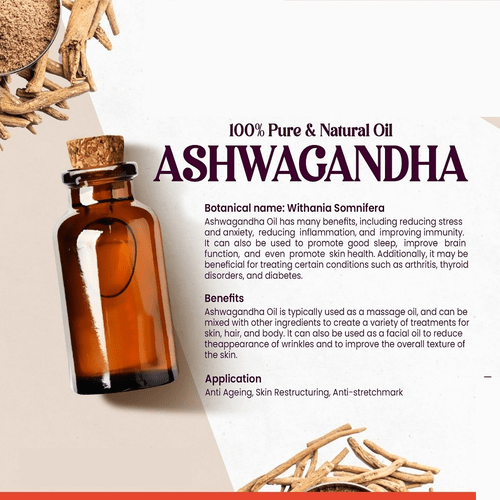 100% Pure & Natural Oil
ASHWAGANDHA
Botanical name: Withania Somnifera
Ashwagandha Oil has many benefits, including reducing stress
and anxiety, reducing inflammation, and improving immunity.
It can also be used to promote good sleep, improve brain
function, and even promote skin health. Additionally, it may be
beneficial for treating certain conditions such as arthritis, thyroid
disorders, and diabetes.
Benefits
Ashwagandha Oil is typically used as a massage oil, and can be
mixed with other ingredients to create a variety of treatments for
skin, hair, and body. It can also be used as a facial oil to reduce
theappearance of wrinkles and to improve the overall texture of
the skin.
Application
Anti Ageing, Skin Restructuring, Anti-stretchmark